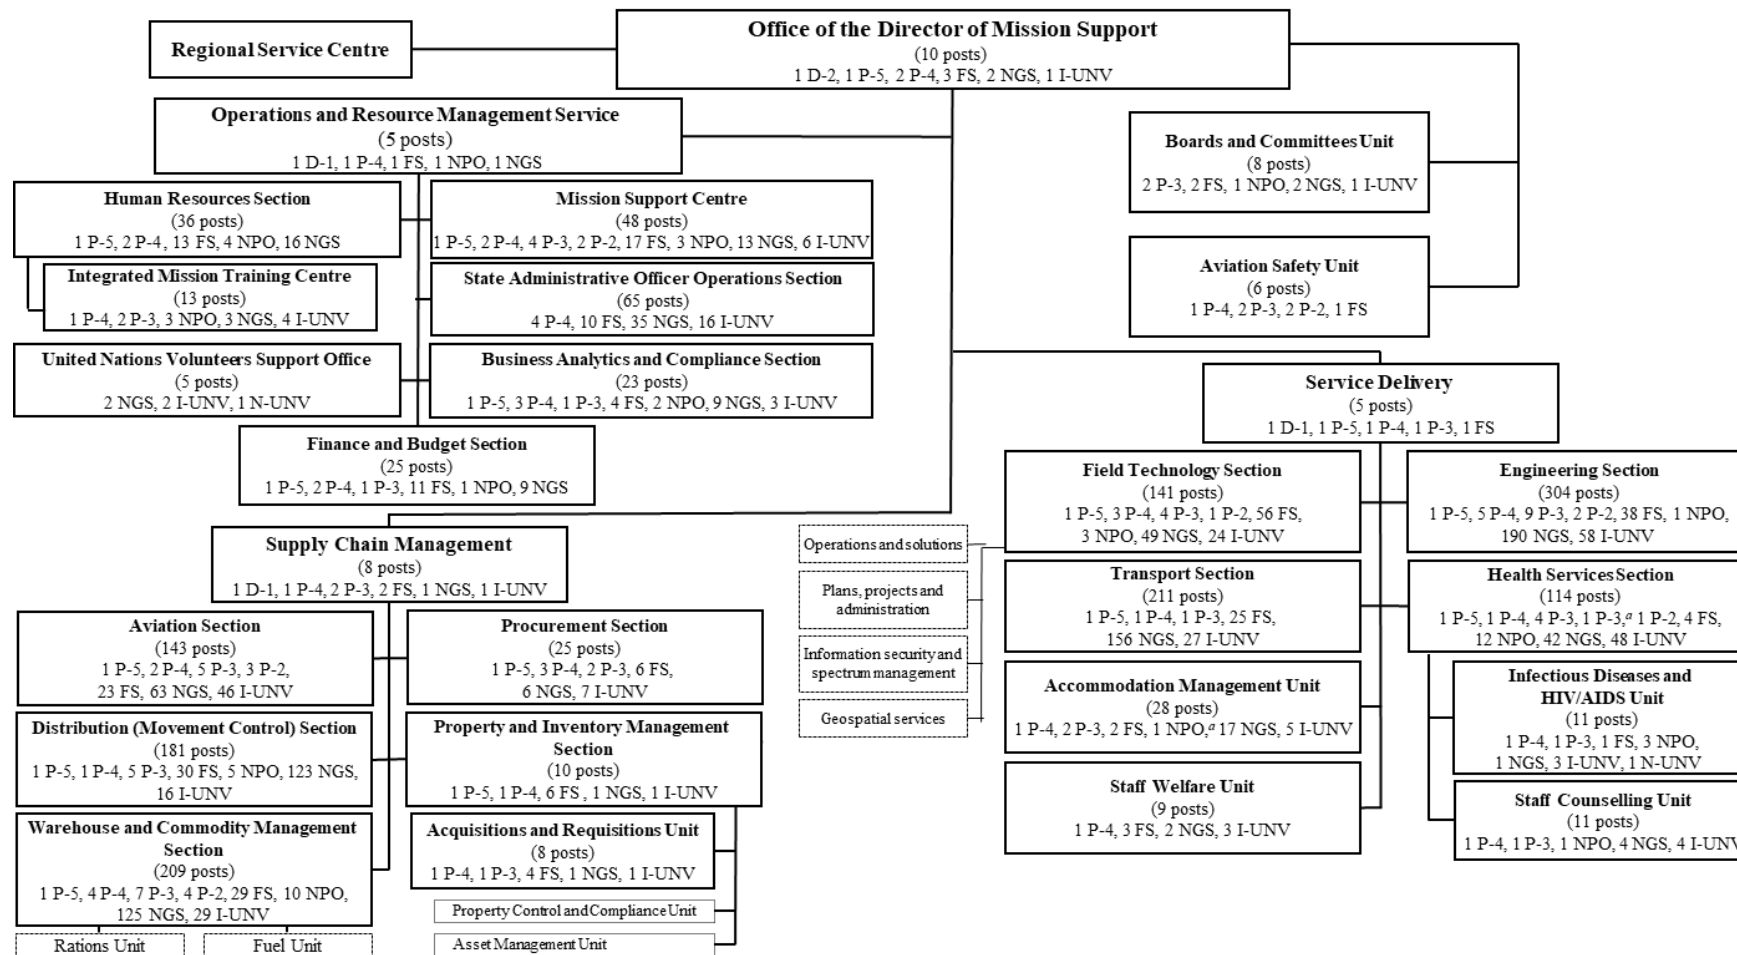 Office of the Director of Mission Support
(10 posts)
1 D-2, 1 P-5, 2 P-4, 3 FS, 2 NGS, 1 I-UNV
Regional Service Centre
Operations and Resource Management Service
(5 posts)
1 D-1, 1 P-4, 1 FS, 1 NPO, 1 NGS
Boards and Committees Unit
(8 posts)
2 P-3, 2 FS, 1 NPO, 2 NGS, 1 I-UNV
Human Resources Section
(36 posts)
1 P-5, 2 P-4, 13 FS, 4 NPO, 16 NGS
Mission Support Centre
(48 posts)
1 P-5, 2 P-4, 4 P-3, 2 P-2, 17 FS, 3 NPO, 13 NGS, 6 I-UNV
Integrated Mission Training Centre
(13 posts)
1 P-4, 2 P-3, 3 NPO, 3 NGS, 4 I-UNV
State Administrative Officer Operations Section
(65 posts)
4 P-4, 10 FS, 35 NGS, 16 I-UNV
Aviation Safety Unit
(6 posts)
1 P-4, 2 P-3, 2 P-2, 1 FS
United Nations Volunteers Support Office
(5 posts)
2 NGS, 2 I-UNV, 1 N-UNV
Business Analytics and Compliance Section
(23 posts)
1 P-5, 3 P-4, 1 P-3, 4 FS, 2 NPO, 9 NGS, 3 I-UNV
Finance and Budget Section
(25 posts)
1 P-5, 2 P-4, 1 P-3, 11 FS, 1 NPO, 9 NGS
Service Delivery
(5 posts)
1 D-1, 1 P-5, 1 P-4, 1 P-3, 1 FS
Field Technology Section
(141 posts)
1 P-5, 3 P-4, 4 P-3, 1 P-2, 56 FS,
3 NPO, 49 NGS, 24 I-UNV
Engineering Section
(304 posts)
1 P-5, 5 P-4, 9 P-3, 2 P-2, 38 FS, 1 NPO,
190 NGS, 58 I-UNV
Operations and solutions
Plans, projects and
administration
Information security and
spectrum management
Geospatial services
Transport Section
(211 posts)
1 P-5, 1 P-4, 1 P-3, 25 FS,
156 NGS, 27 I-UNV
Health Services Section
(114 posts)
1 P-5, 1 P-4, 4 P-3, 1 P-3,a 1 P-2, 4 FS,
12 NPO, 42 NGS, 48 I-UNV
Accommodation Management Unit
(28 posts)
1 P-4, 2 P-3, 2 FS, 1 NPO,a 17 NGS, 5 I-UNV
Infectious Diseases and
HIV/AIDS Unit
(11 posts)
1 P-4, 1 P-3, 1 FS, 3 NPO,
1 NGS, 3 I-UNV, 1 N-UNV
Staff Welfare Unit
(9 posts)
1 P-4, 3 FS, 2 NGS, 3 I-UNV
Staff Counselling Unit
(11 posts)
1 P-4, 1 P-3, 1 NPO, 4 NGS, 4 I-UNV
Supply Chain Management
(8 posts)
1 D-1, 1 P-4, 2 P-3, 2 FS, 1 NGS, 1 I-UNV
Aviation Section
(143 posts)
1 P-5, 2 P-4, 5 P-3, 3 P-2,
23 FS, 63 NGS, 46 I-UNV
Procurement Section
(25 posts)
1 P-5, 3 P-4, 2 P-3, 6 FS,
6 NGS, 7 I-UNV
Distribution (Movement Control) Section
(181 posts)
1 P-5, 1 P-4, 5 P-3, 30 FS, 5 NPO, 123 NGS,
16 I-UNV
Property and Inventory Management
Section
(10 posts)
1 P-5, 1 P-4, 6 FS , 1 NGS, 1 I-UNV
Warehouse and Commodity Management
Section
(209 posts)
1 P-5, 4 P-4, 7 P-3, 4 P-2, 29 FS, 10 NPO,
125 NGS, 29 I-UNV
Acquisitions and Requisitions Unit
(8 posts)
1 P-4, 1 P-3, 4 FS, 1 NGS, 1 I-UNV
Property Control and Compliance Unit
Asset Management Unit
Rations Unit
Fuel Unit